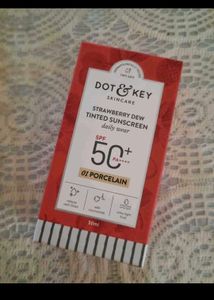 DOT & KEY
SKINCARE
STRAWBERRY DEW
TINTED SUNSCREEN
daily wear
SPF
50+
PA++++
01 PORCELAIN